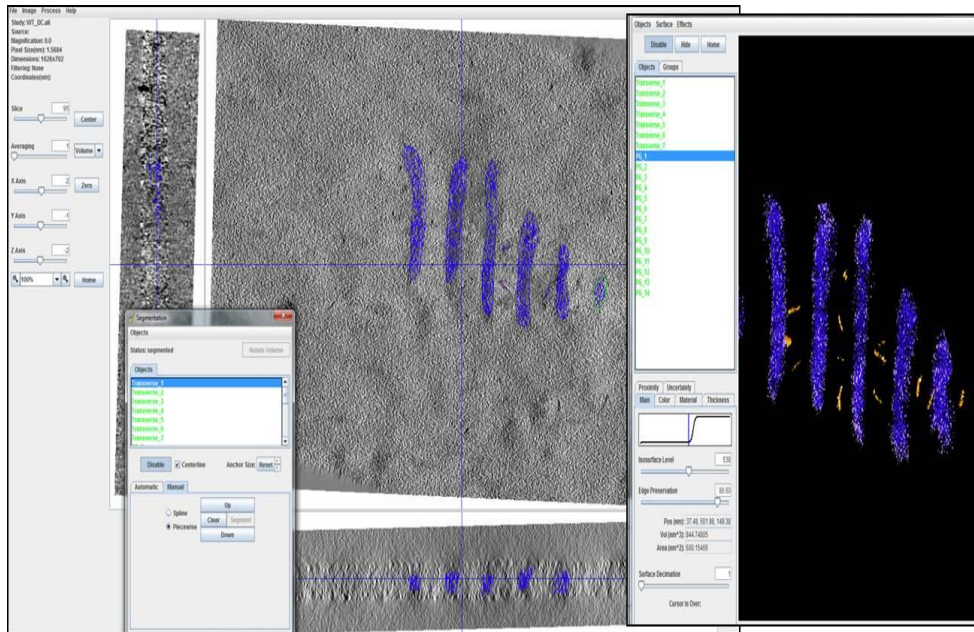 File Image Process Help
Study: WT_DC.ali
Source:
Magnification: 0.0
Pixel Size(nm): 1.5604
Dimensions: 1026x702
Filtering: None
Coordinates(nm):
Slice 95
Center
Averaging 1
Volume
X Axis 2
Zero
Y Axis -1
Z Axis -2
100% Home
Segmentation
Objects
Status: segmented Rotate Volume
Objects
Transverse_1
Transverse_2
Transverse_3
Transverse_4
Transverse_5
Transverse_6
Transverse_7
Disable Centerline Anchor Size: Reset
Automatic Manual
Spline
Piecewise
Up
Clear Segment
Down
Objects Surface Effects
Disable Hide Home
Objects Groups
Transverse_1
Transverse_2
Transverse_3
Transverse_4
Transverse_5
Transverse_6
Transverse_7
PG_1
PG_2
PG_3
PG_4
PG_5
PG_6
PG_7
PG_8
PG_9
PG_10
PG_11
PG_12
PG_13
PG_14
Proximity Uncertainty
Main Color Material Thickness
Isosurface Level 538
Edge Preservation 86.60
Pos (nm): 37.49, 501.88, 149.38
Vol (nm^3): 844.74805
Area (nm^2): 600.15466
Surface Decimation 1
Cursor is Over: